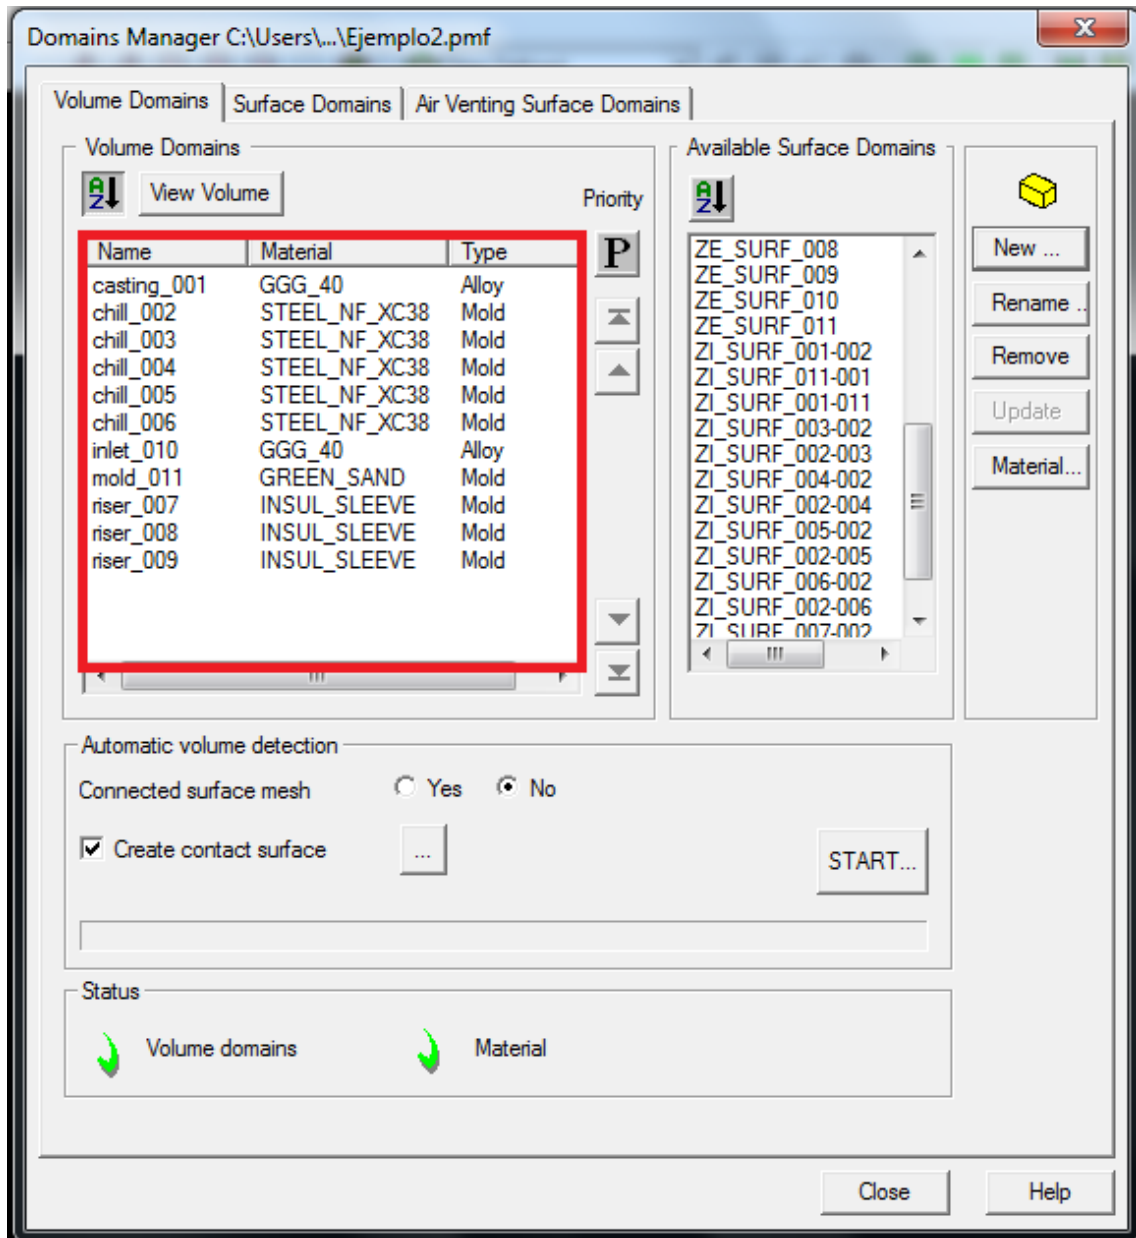 Domains Manager C:\Users\...\Ejemplo2.pmf
Volume Domains Surface Domains Air Venting Surface Domains
Volume Domains
View Volume
Priority
P
Name Material Type
casting_001 GGG_40 Alloy
chill_002 STEEL_NF_XC38 Mold
chill_003 STEEL_NF_XC38 Mold
chill_004 STEEL_NF_XC38 Mold
chill_005 STEEL_NF_XC38 Mold
chill_006 STEEL_NF_XC38 Mold
inlet_010 GGG_40 Alloy
mold_011 GREEN_SAND Mold
riser_007 INSUL_SLEEVE Mold
riser_008 INSUL_SLEEVE Mold
riser_009 INSUL_SLEEVE Mold
Available Surface Domains
ZE_SURF_008
ZE_SURF_009
ZE_SURF_010
ZE_SURF_011
ZI_SURF_001-002
ZI_SURF_011-001
ZI_SURF_001-011
ZI_SURF_003-002
ZI_SURF_002-003
ZI_SURF_004-002
ZI_SURF_002-004
ZI_SURF_005-002
ZI_SURF_002-005
ZI_SURF_006-002
ZI_SURF_002-006
ZI_SURF_007-002
New ...
Rename ..
Remove
Update
Material...
Automatic volume detection
Connected surface mesh Yes No
Create contact surface ...
START...
Status
Volume domains Material
Close Help